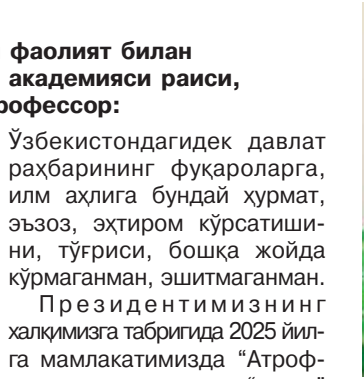 фаолият билан
академияси раиси,
рофессор:
Ўзбекистондагидек давлат
раҳбарининг фуқароларга,
илм аҳлига бундай ҳурмат,
эъзоз, эҳтиром кўрсатиши-
ни, тўғриси, бошқа жойда
кўрмаганман, эшитмаганман.
Президентимизнинг
халқимизга табригида 2025 йил-
га мамлакатимизда “Атроф-